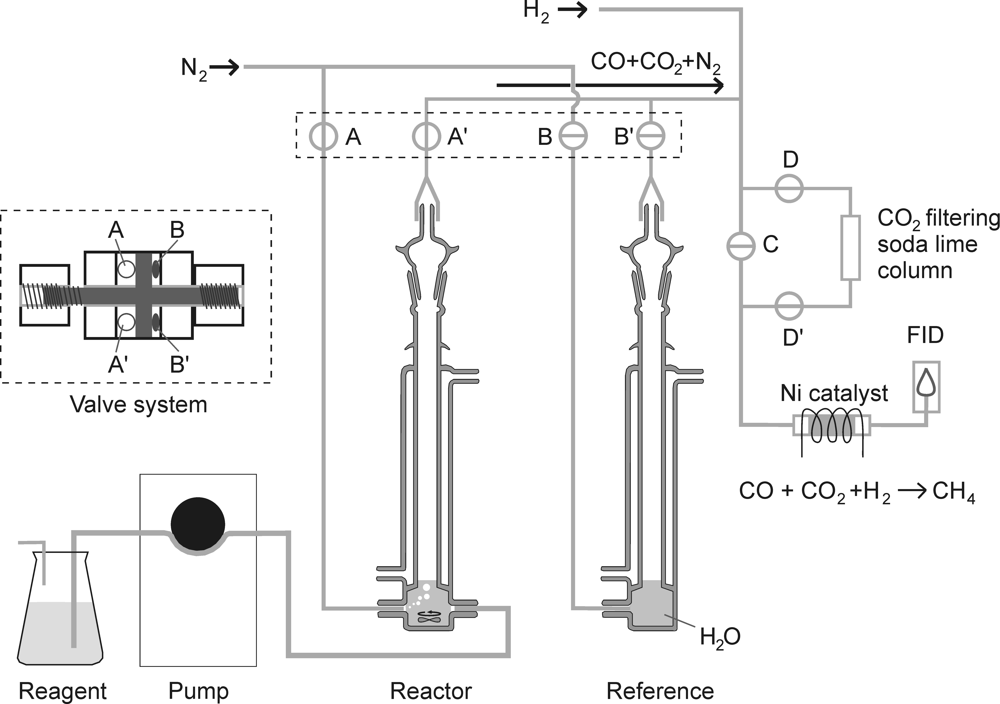 H2
N2
CO+CO2+N2
A
A'
B
B'
D
C
CO2 filtering
soda lime
column
D'
A
B
A'
B'
Valve system
FID
Ni catalyst
CO + CO2 +H2 → CH4
H2O
Reagent
Pump
Reactor
Reference